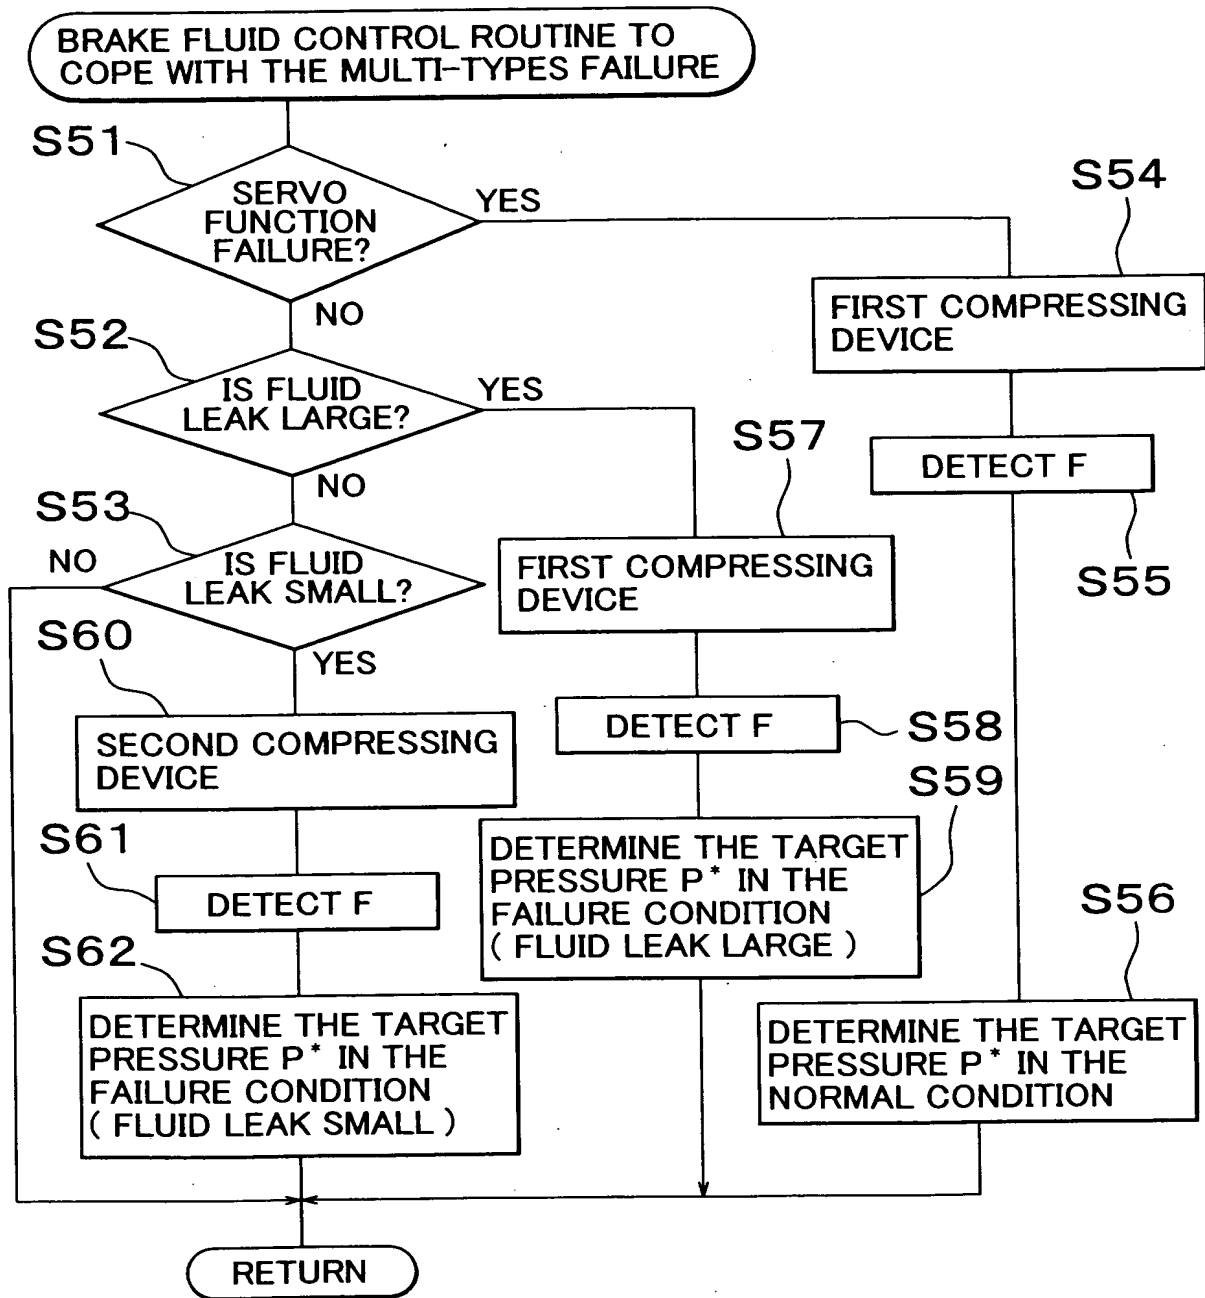 BRAKE FLUID CONTROL ROUTINE TO
COPE WITH THE MULTI-TYPES FAILURE
S51
SERVO
FUNCTION
FAILURE?
YES
NO
S54
FIRST COMPRESSING
DEVICE
S52
IS FLUID
LEAK LARGE?
YES
NO
DETECT F
S55
S57
FIRST COMPRESSING
DEVICE
S53
NO
IS FLUID
LEAK SMALL?
YES
S60
SECOND COMPRESSING
DEVICE
DETECT F
S58
S59
DETERMINE THE TARGET
PRESSURE P* IN THE
FAILURE CONDITION
( FLUID LEAK LARGE )
S61
DETECT F
S56
DETERMINE THE TARGET
PRESSURE P* IN THE
NORMAL CONDITION
S62
DETERMINE THE TARGET
PRESSURE P* IN THE
FAILURE CONDITION
( FLUID LEAK SMALL )
RETURN